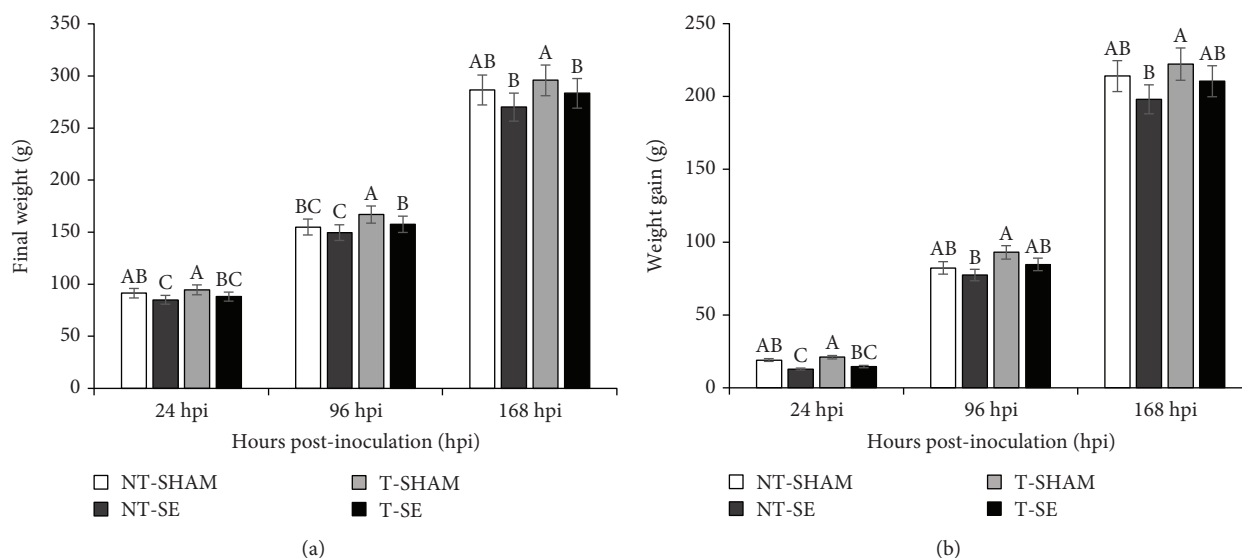 350
300
250
200
150
100
50
0
Final weight (g)
AB
C
A
BC
BC
C
A
B
AB
B
A
B
24 hpi
96 hpi
168 hpi
Hours post-inoculation (hpi)
NT-SHAM
T-SHAM
NT-SE
T-SE
(a)
250
200
150
100
50
0
Weight gain (g)
AB
C
A
BC
AB
B
A
AB
AB
B
A
AB
24 hpi
96 hpi
168 hpi
Hours post-inoculation (hpi)
NT-SHAM
T-SHAM
NT-SE
T-SE
(b)